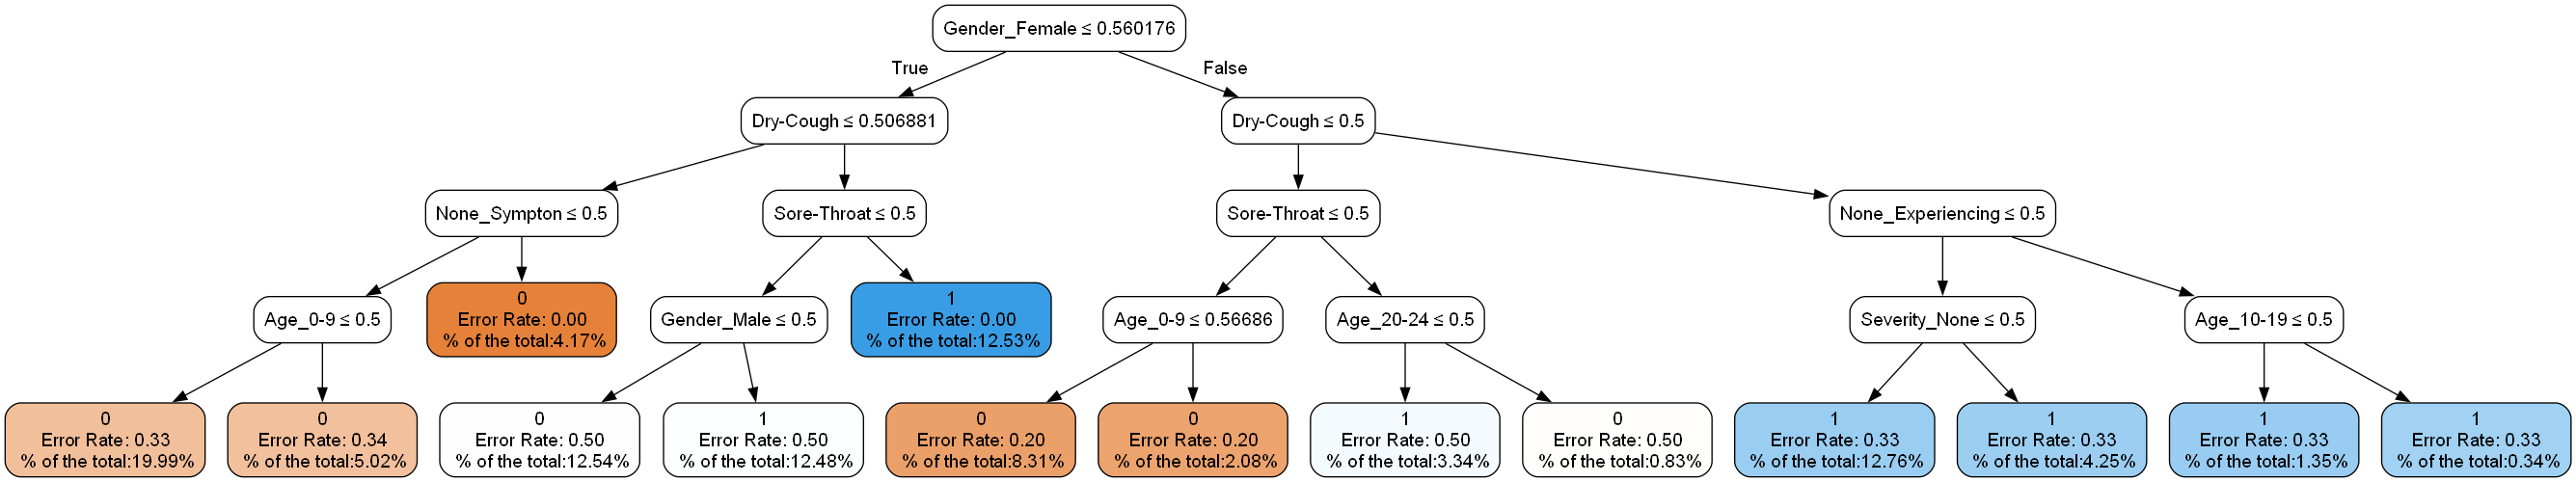 Gender_Female ≤ 0.560176
True
False
Dry-Cough ≤ 0.506881
Dry-Cough ≤ 0.5
None_Sympton ≤ 0.5
Sore-Throat ≤ 0.5
Sore-Throat ≤ 0.5
None_Experiencing ≤ 0.5
Age_0-9 ≤ 0.5
0
Error Rate: 0.00
% of the total:4.17%
Gender_Male ≤ 0.5
1
Error Rate: 0.00
% of the total:12.53%
Age_0-9 ≤ 0.56686
Age_20-24 ≤ 0.5
Severity_None ≤ 0.5
Age_10-19 ≤ 0.5
0
Error Rate: 0.33
% of the total:19.99%
0
Error Rate: 0.34
% of the total:5.02%
0
Error Rate: 0.50
% of the total:12.54%
1
Error Rate: 0.50
% of the total:12.48%
0
Error Rate: 0.20
% of the total:8.31%
0
Error Rate: 0.20
% of the total:2.08%
1
Error Rate: 0.50
% of the total:3.34%
0
Error Rate: 0.50
% of the total:0.83%
1
Error Rate: 0.33
% of the total:12.76%
1
Error Rate: 0.33
% of the total:4.25%
1
Error Rate: 0.33
% of the total:1.35%
1
Error Rate: 0.33
% of the total:0.34%